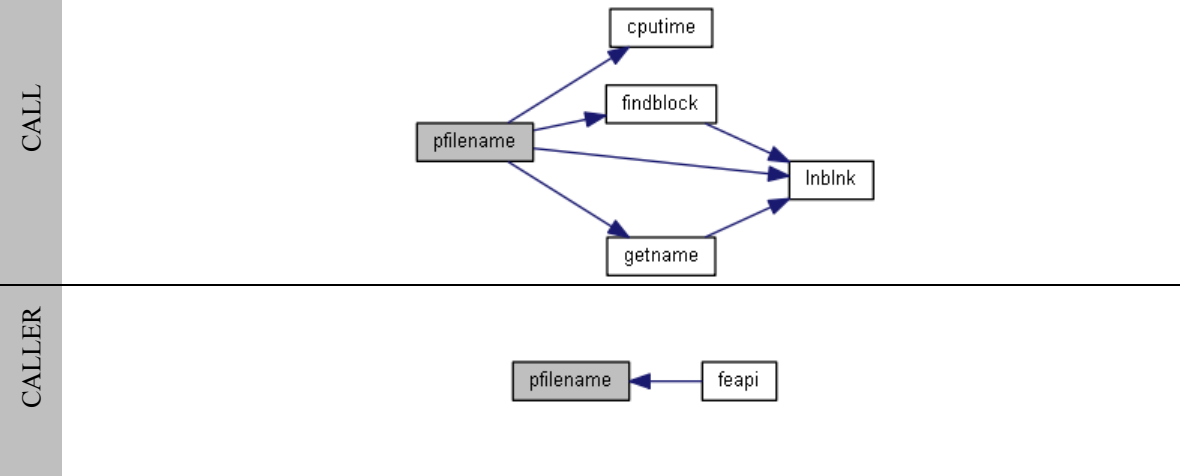 CALL
cputime
findblock
pfilename
lnblnk
getname
CALLER
pfilename
feapi